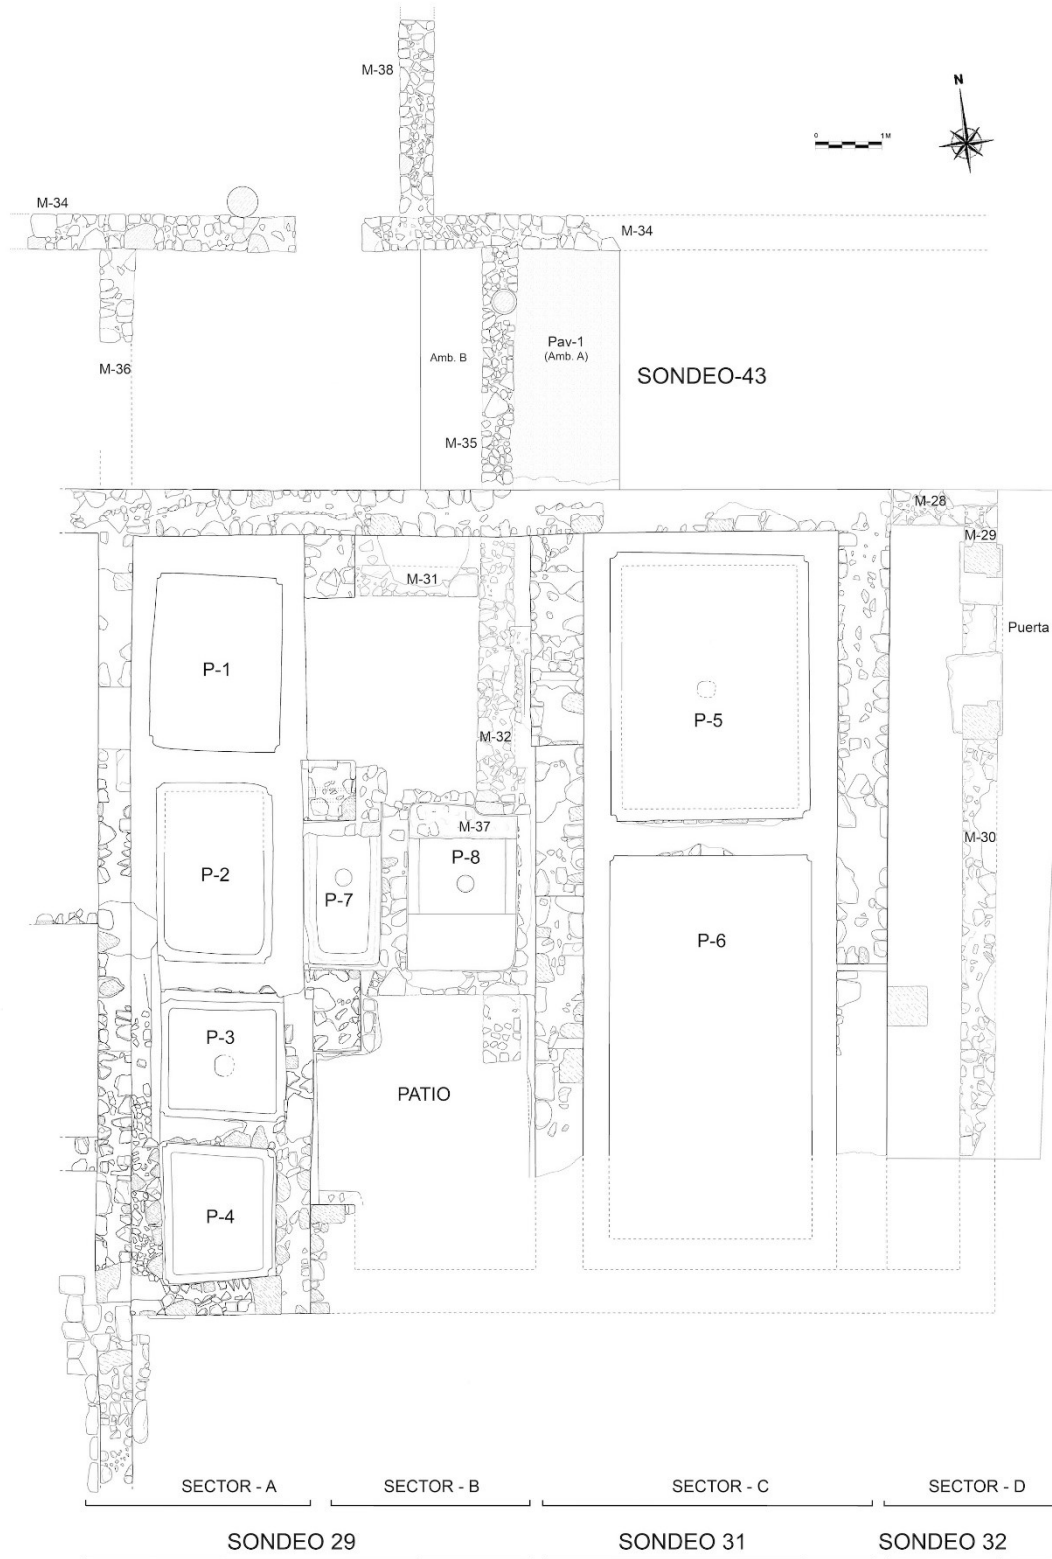 N
M-38
0
1M
M-34
M-34
Amb. B
Pav-1
(Amb. A)
M-36
SONDEO-43
M-35
M-28
M-29
M-31
Puerta
P-1
P-5
M-32
M-37
M-30
P-8
P-2
P-7
P-6
P-3
PATIO
P-4
SECTOR - A
SECTOR - B
SECTOR - C
SECTOR - D
SONDEO 29
SONDEO 31
SONDEO 32